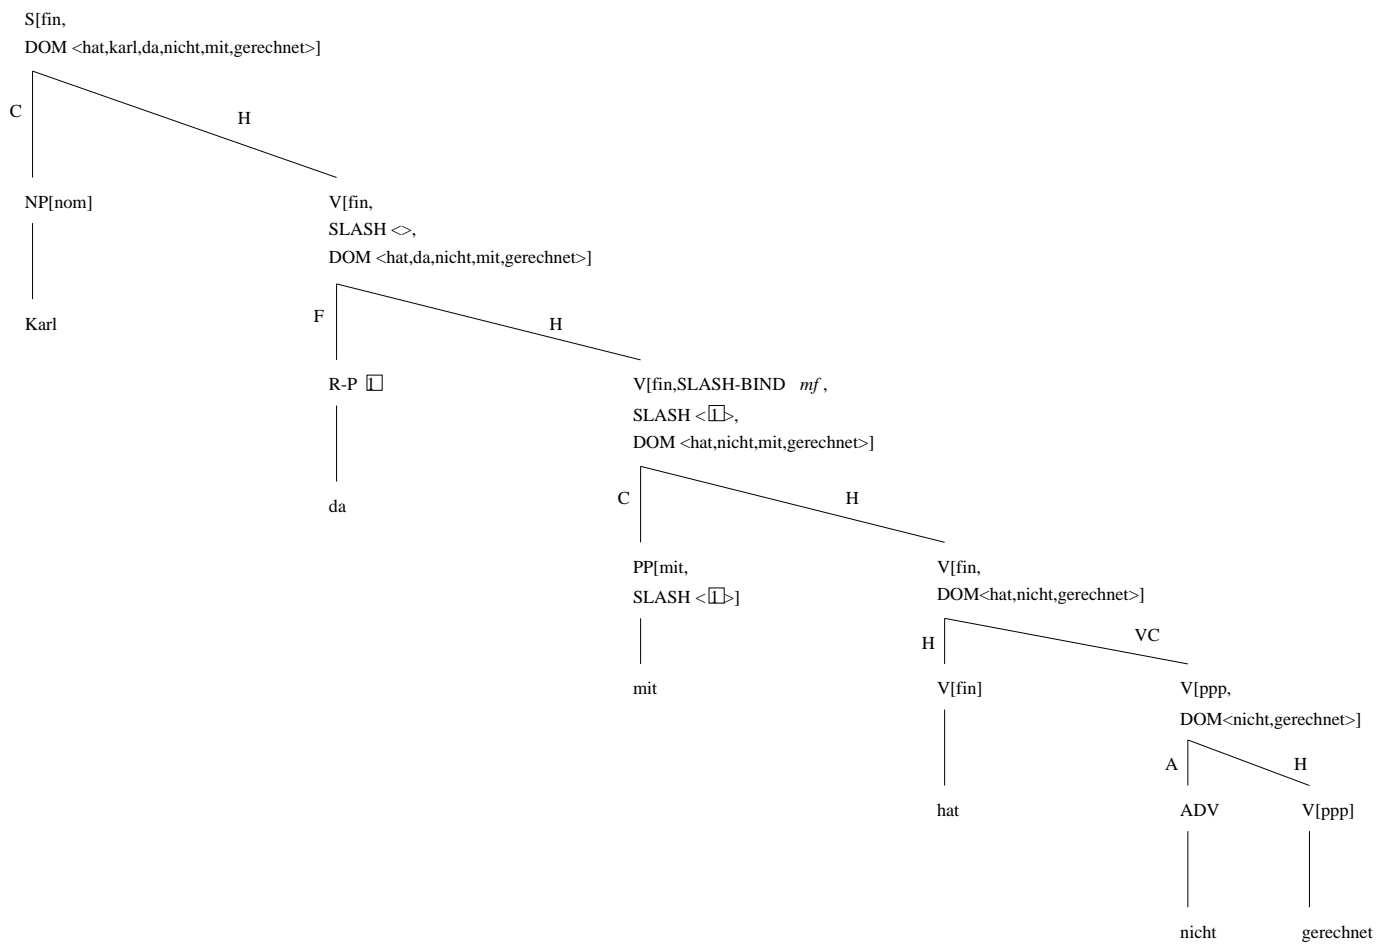 S[fin,
DOM <hat,karl,da,nicht,mit,gerechnet>]
C
H
NP[nom]
V[fin,
SLASH <>,
DOM <hat,da,nicht,mit,gerechnet>]
Karl
F
H
R-P 1
V[fin,SLASH-BIND mf,
SLASH <1>,
DOM <hat,nicht,mit,gerechnet>]
da
C
H
PP[mit,
SLASH <1>]
V[fin,
DOM<hat,nicht,gerechnet>]
H
VC
mit
V[fin]
V[ppp,
DOM<nicht,gerechnet>]
A
H
hat
ADV
V[ppp]
nicht
gerechnet